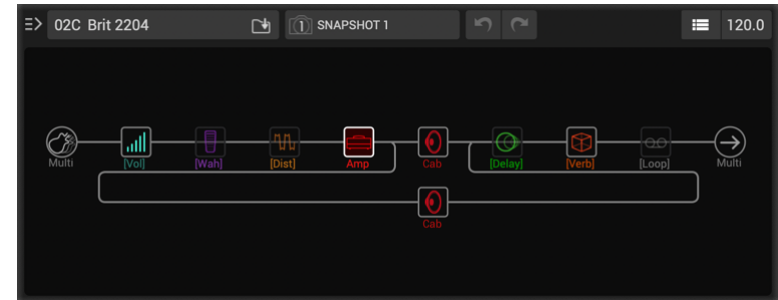 02C Brit 2204
1
SNAPSHOT 1
120.0
Multi
[Vol]
[Wah]
[Dist]
Amp
Cab
[Delay]
[Verb]
[Loop]
Multi
Cab